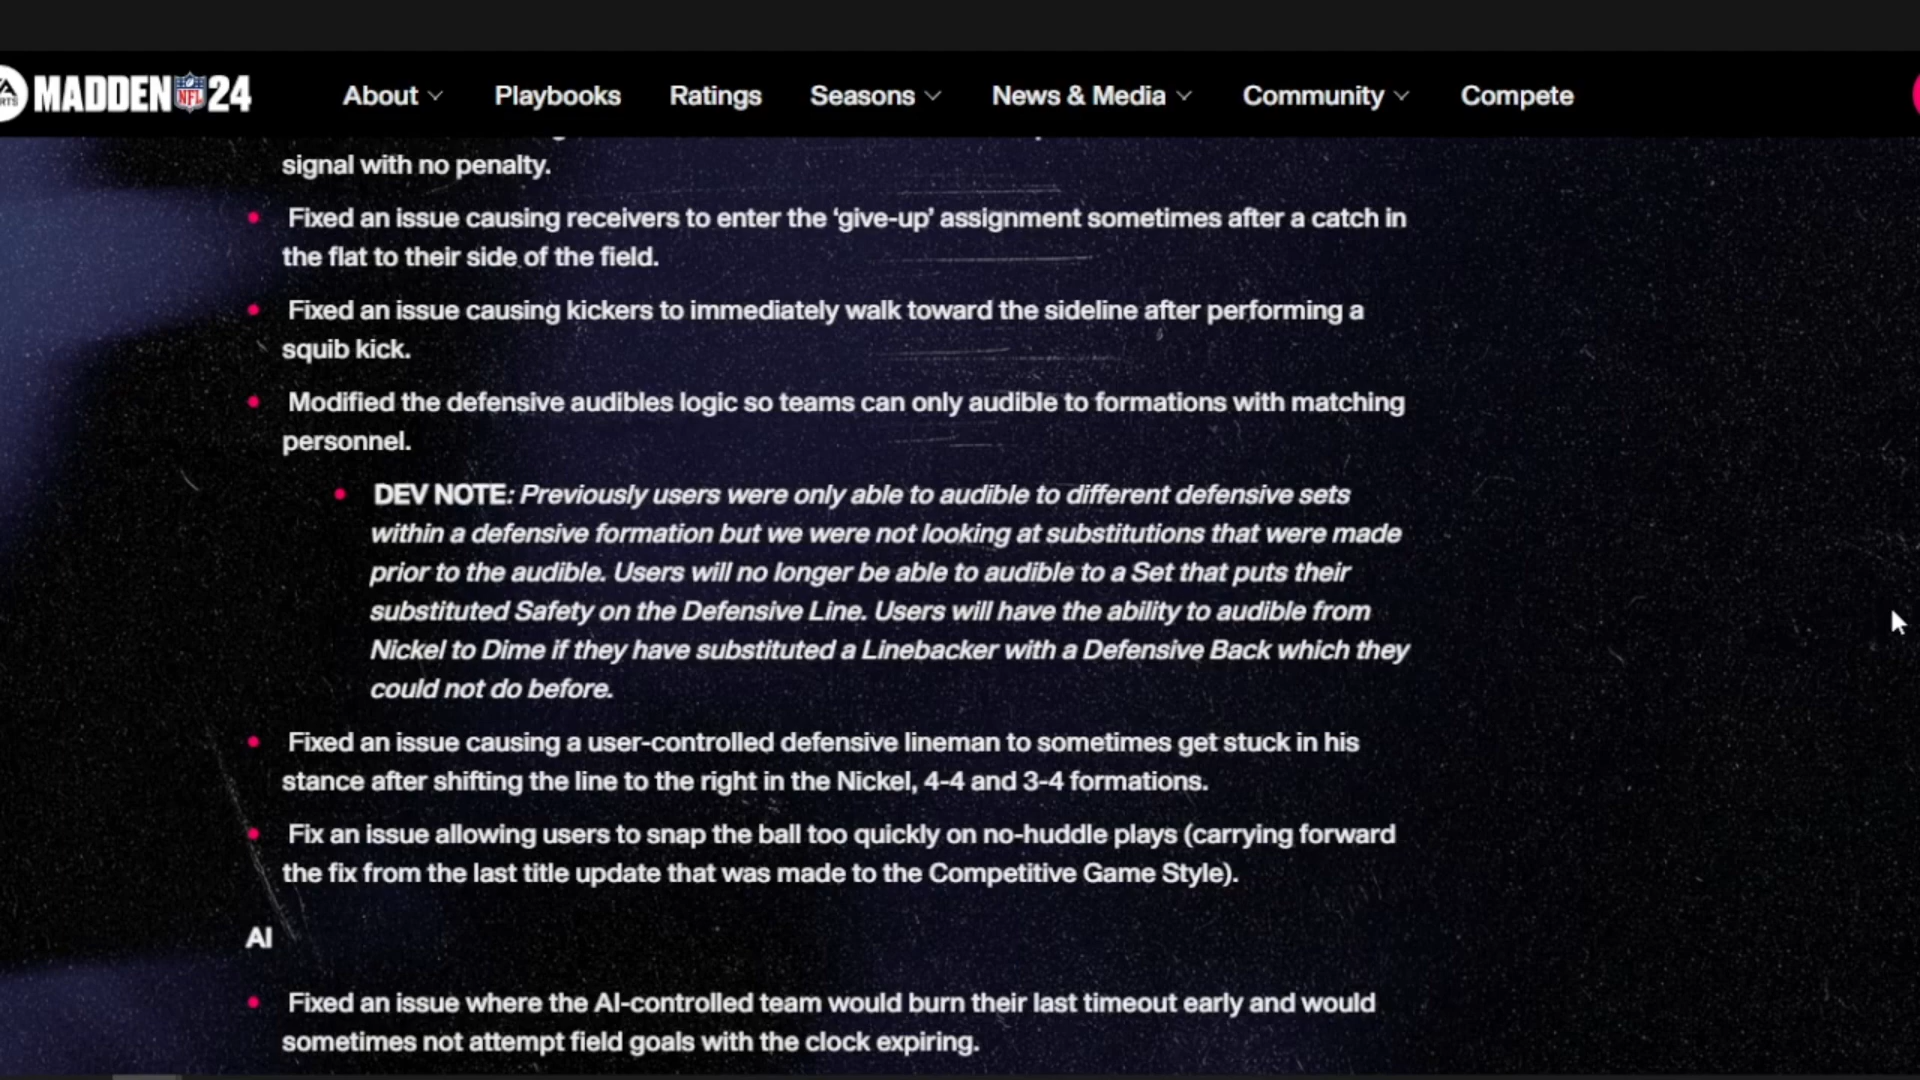 MADDEN NFL 24 About Playbooks Ratings Seasons News & Media Community Compete
signal with no penalty.
Fixed an issue causing receivers to enter the ‘give-up’ assignment sometimes after a catch in
the flat to their side of the field.
Fixed an issue causing kickers to immediately walk toward the sideline after performing a
squib kick.
Modified the defensive audibles logic so teams can only audible to formations with matching
personnel.
DEV NOTE: Previously users were only able to audible to different defensive sets
within a defensive formation but we were not looking at substitutions that were made
prior to the audible. Users will no longer be able to audible to a Set that puts their
substituted Safety on the Defensive Line. Users will have the ability to audible from
Nickel to Dime if they have substituted a Linebacker with a Defensive Back which they
could not do before.
Fixed an issue causing a user-controlled defensive lineman to sometimes get stuck in his
stance after shifting the line to the right in the Nickel, 4-4 and 3-4 formations.
Fix an issue allowing users to snap the ball too quickly on no-huddle plays (carrying forward
the fix from the last title update that was made to the Competitive Game Style).
AI
Fixed an issue where the AI-controlled team would burn their last timeout early and would
sometimes not attempt field goals with the clock expiring.